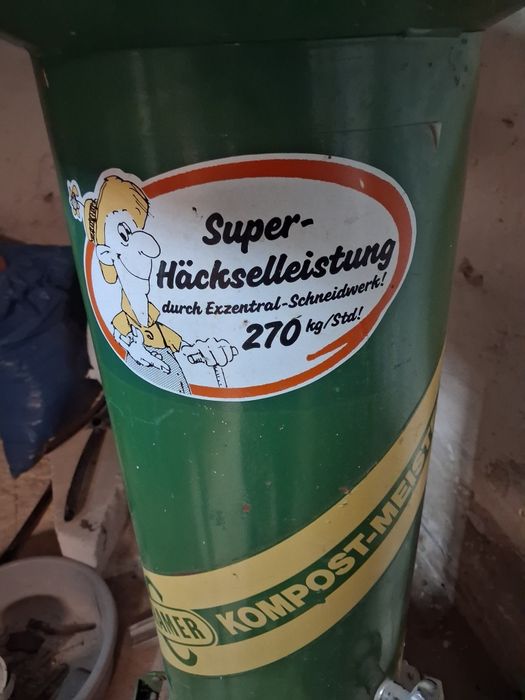 Super-
Häckselleistung
durch Exzentral-Schneidwerk!
270 kg/Std!
KOMPOST-MEIST